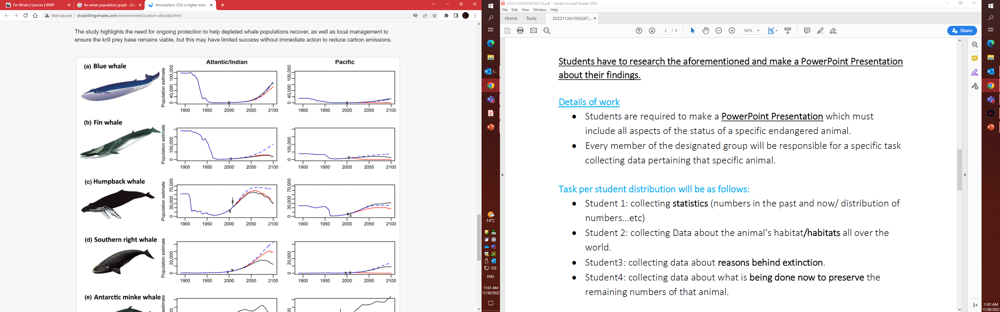 Fin Whale | Species | WWF
fin whale population graph - Goo
Atmospheric CO2 is higher today
Not secure | stopkillingwhales.com/environment/carbon-dioxide.html
The study highlights the need for ongoing protection to help depleted whale populations recover, as well as local management to
ensure the krill prey base remains viable, but this may have limited success without immediate action to reduce carbon emissions.
Atlantic/Indian Pacific
(a) Blue whale
Population estimate
0 40,000 100,000
0 40,000 100,000
1900 1950 2000 2050 2100
1900 1950 2000 2050 2100
(b) Fin whale
Population estimate
0 100,000
0 100,000
1900 1950 2000 2050 2100
1900 1950 2000 2050 2100
(c) Humpback whale
Population estimate
0 30,000 70,000
0 30,000 70,000
1900 1950 2000 2050 2100
1900 1950 2000 2050 2100
(d) Southern right whale
Population estimate
0 20,000
0 20,000
1900 1950 2000 2050 2100
1900 1950 2000 2050 2100
(e) Antarctic minke whale
14°C
ENG
11:01 AM
11/30/2022
202211241005547493 (1).pdf - Adobe Acrobat Reader 2020
File Edit View Window Help
Home Tools 202211241005547...
2 / 3
162%
Share
Students have to research the aforementioned and make a PowerPoint Presentation
about their findings.
Details of work
● Students are required to make a PowerPoint Presentation which must
include all aspects of the status of a specific endangered animal.
● Every member of the designated group will be responsible for a specific task
collecting data pertaining that specific animal.
Task per student distribution will be as follows:
● Student 1: collecting statistics (numbers in the past and now/ distribution of
numbers...etc)
● Student 2: collecting Data about the animal's habitat/habitats all over the
world.
● Student3: collecting data about reasons behind extinction.
● Student4: collecting data about what is being done now to preserve the
remaining numbers of that animal.
11:01 AM
11/30/2022